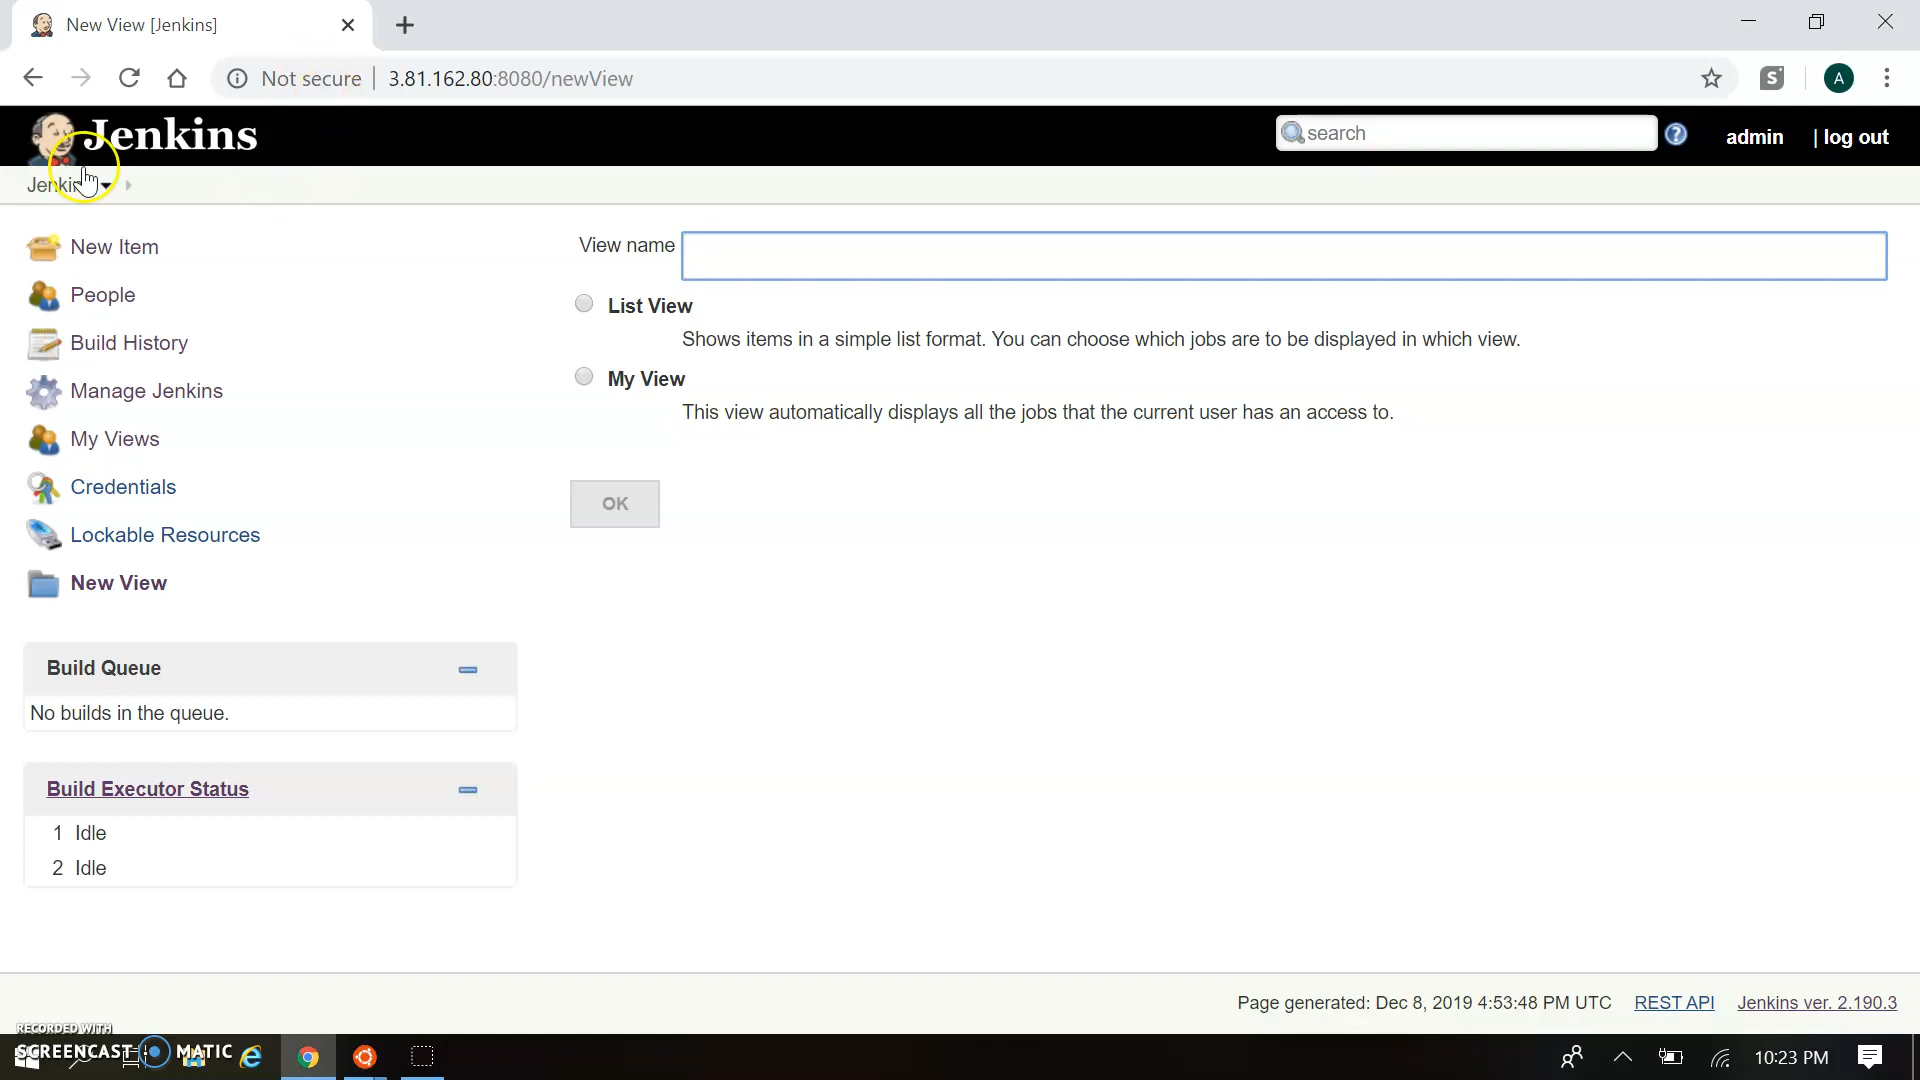 New View [Jenkins]
Not secure 3.81.162.80:8080/newView
S
A
Jenkins
search
admin | log out
New Item
People
Build History
Manage Jenkins
My Views
Credentials
Lockable Resources
New View
View name
List View
Shows items in a simple list format. You can choose which jobs are to be displayed in which view.
My View
This view automatically displays all the jobs that the current user has an access to.
OK
Build Queue
No builds in the queue.
Build Executor Status
1 Idle
2 Idle
Page generated: Dec 8, 2019 4:53:48 PM UTC REST API Jenkins ver. 2.190.3
RECORDED WITH
SCREENCAST MATIC
10:23 PM